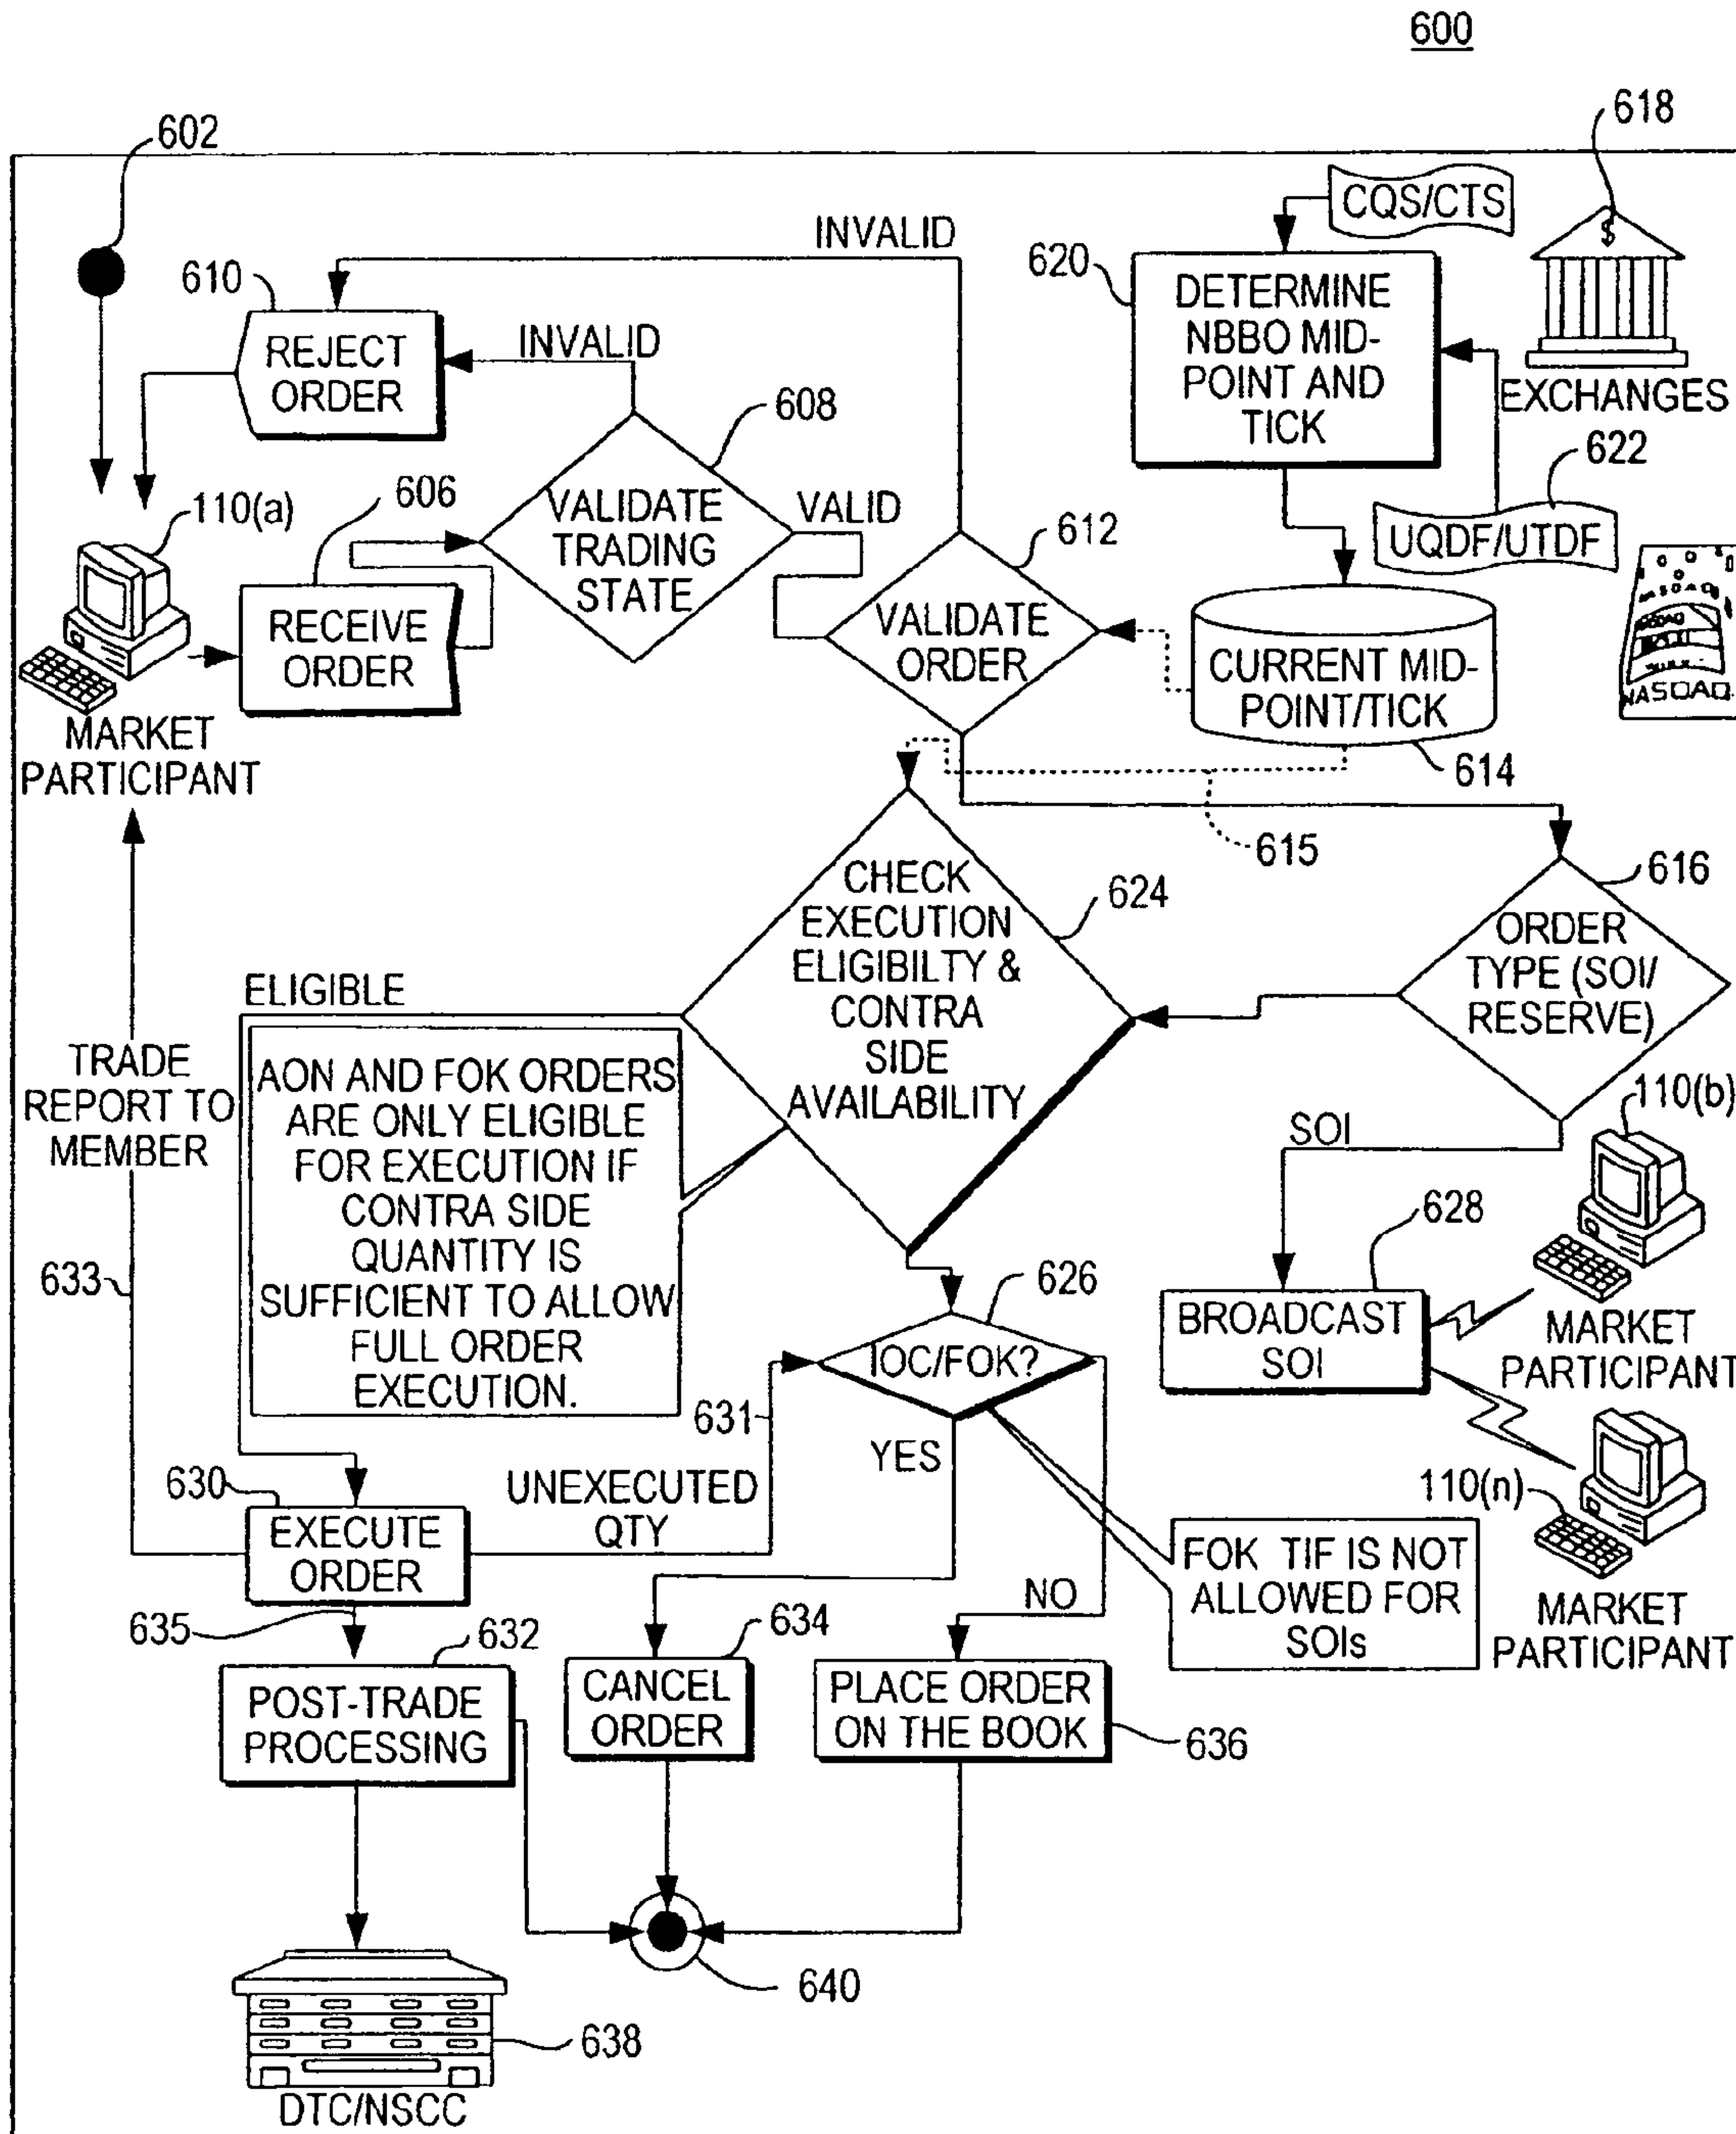 600
602
618
CQS/CTS
$
INVALID
610
620
DETERMINE
NBBO MID-
POINT AND
TICK
REJECT
ORDER
INVALID
EXCHANGES
608
622
606
110(a)
VALIDATE
TRADING
STATE
VALID
612
UQDF/UTDF
RECEIVE
ORDER
VALIDATE
ORDER
CURRENT MID-
POINT/TICK
NASDAQ
MARKET
PARTICIPANT
614
615
616
CHECK
EXECUTION
ELIGIBILTY &
CONTRA
SIDE
AVAILABILITY
624
ORDER
TYPE (SOI/
RESERVE)
ELIGIBLE
TRADE
REPORT TO
MEMBER
AON AND FOK ORDERS
ARE ONLY ELIGIBLE
FOR EXECUTION IF
CONTRA SIDE
QUANTITY IS
SUFFICIENT TO ALLOW
FULL ORDER
EXECUTION.
110(b)
SOI
628
633
626
BROADCAST
SOI
MARKET
PARTICIPANT
IOC/FOK?
631
YES
630
UNEXECUTED
QTY
110(n)
EXECUTE
ORDER
FOK TIF IS NOT
ALLOWED FOR
SOIs
NO
MARKET
PARTICIPANT
635
632
634
POST-TRADE
PROCESSING
CANCEL
ORDER
PLACE ORDER
ON THE BOOK
636
640
638
DTC/NSCC